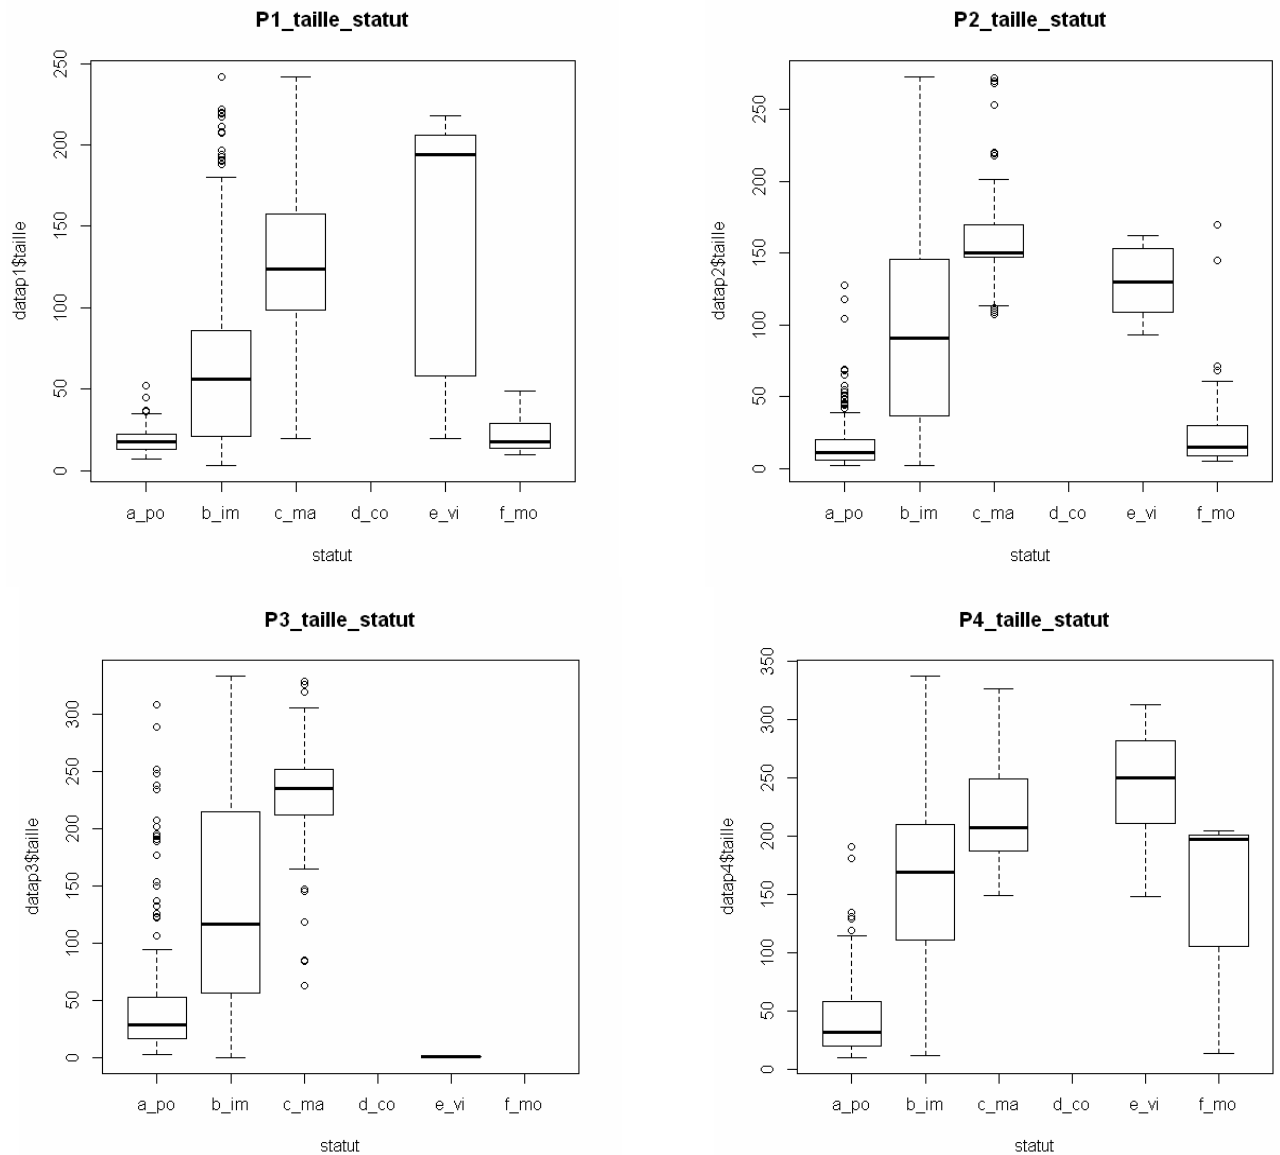 P1_taille_statut
datap1$taille
0 50 100 150 200 250
a_po b_im c_ma d_co e_vi f_mo
statut
P2_taille_statut
datap2$taille
0 50 100 150 200 250
a_po b_im c_ma d_co e_vi f_mo
statut
P3_taille_statut
datap3$taille
0 50 100 150 200 250 300
a_po b_im c_ma d_co e_vi f_mo
statut
P4_taille_statut
datap4$taille
0 50 100 150 200 250 300 350
a_po b_im c_ma d_co e_vi f_mo
statut